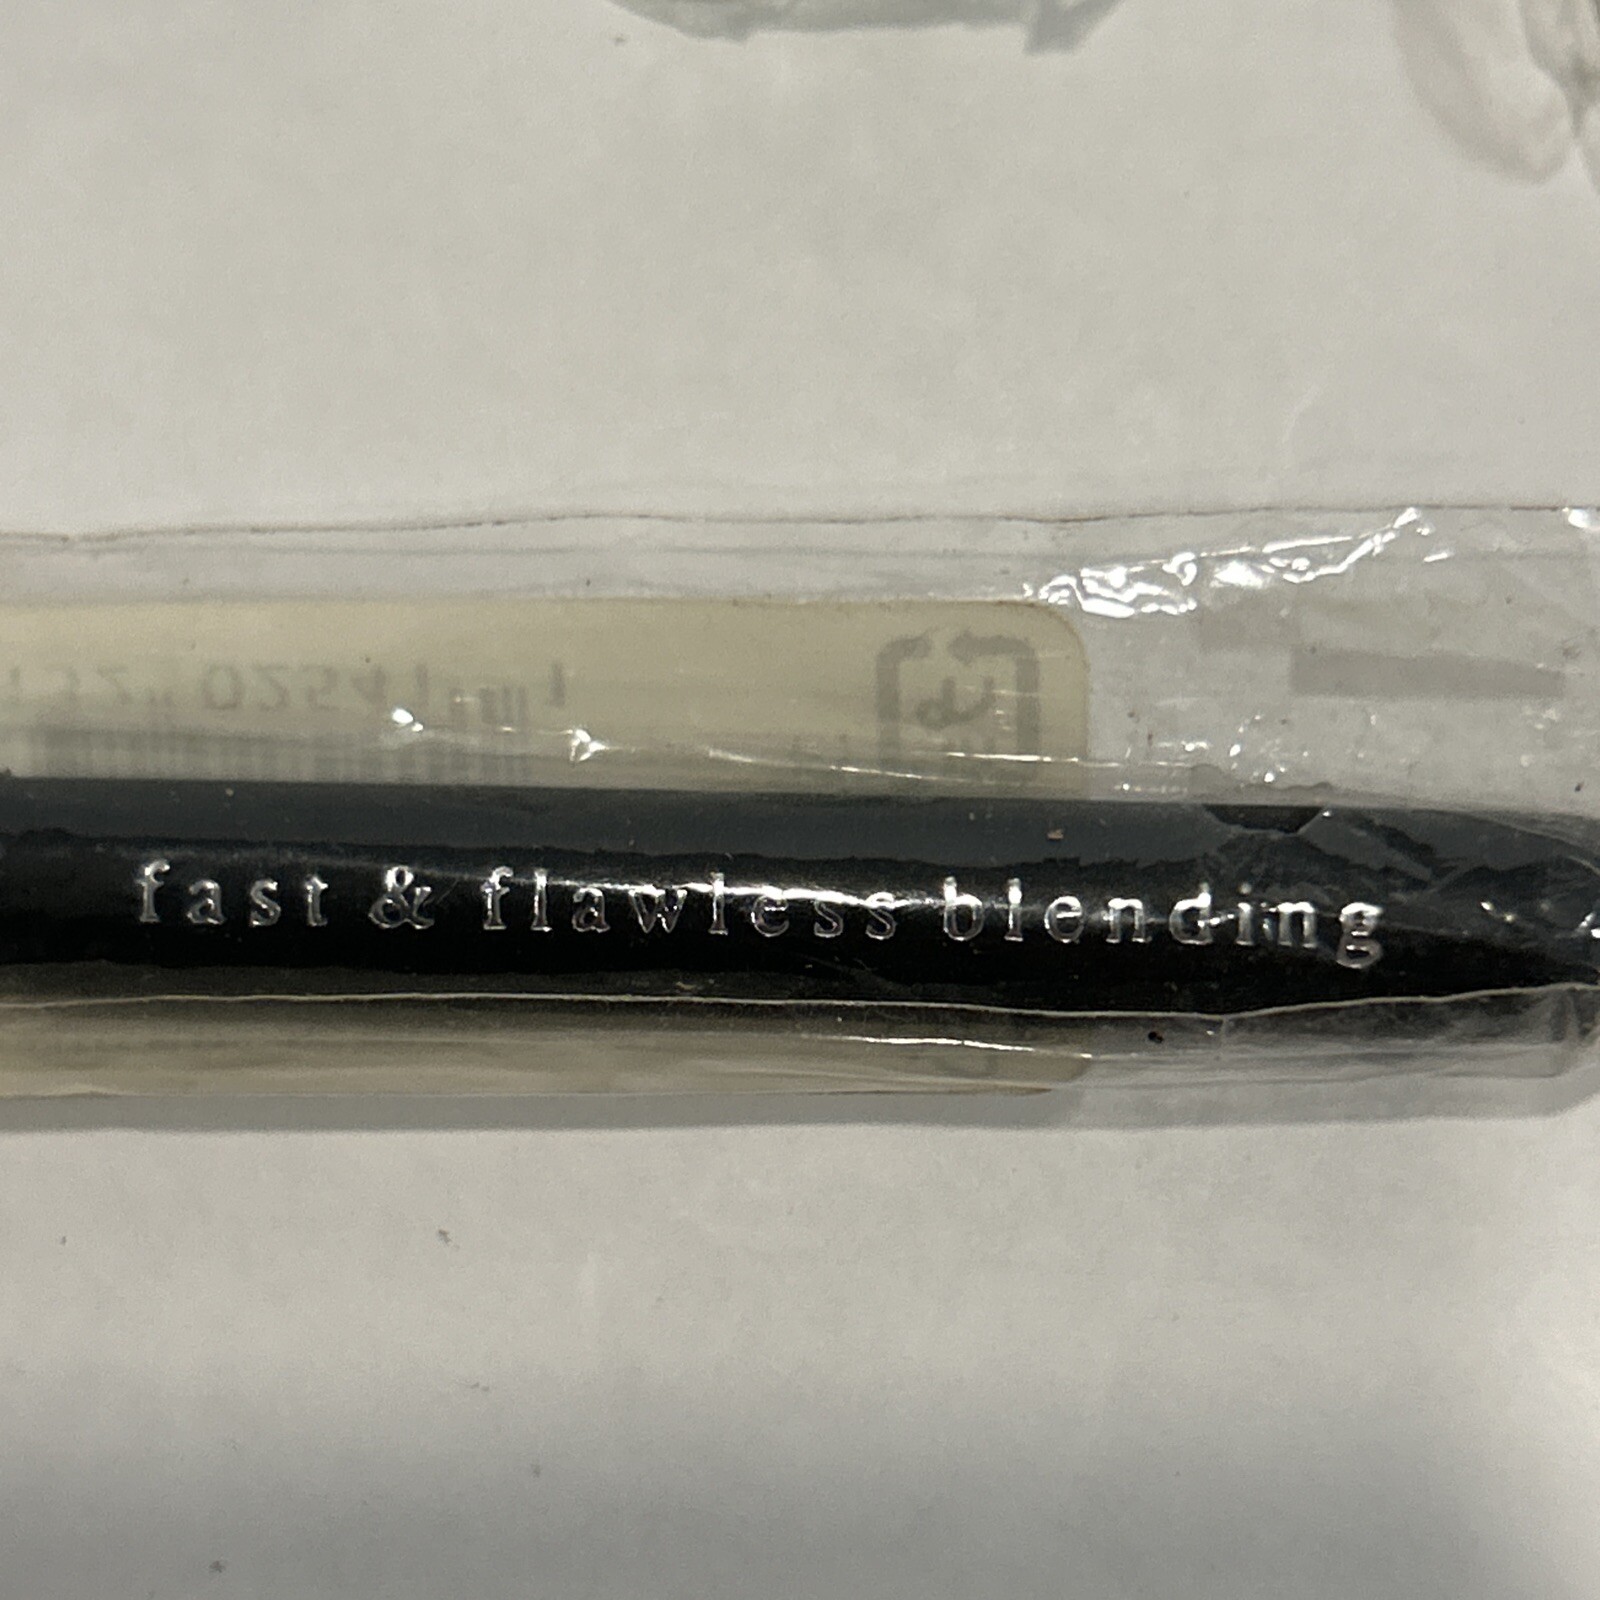 fast & flawless blending